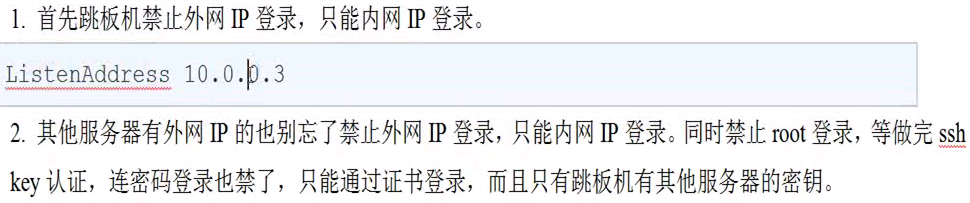 1. 首先跳板机禁止外网 IP 登录，只能内网 IP 登录。
ListenAddress 10.0.0.3
2. 其他服务器有外网 IP 的也别忘了禁止外网 IP 登录，只能内网 IP 登录。同时禁止 root 登录，等做完 ssh
key 认证，连密码登录也禁了，只能通过证书登录，而且只有跳板机有其他服务器的密钥。